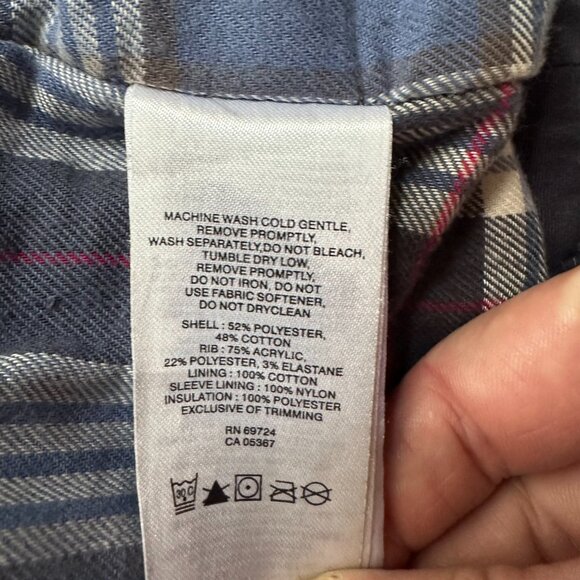 MACHINE WASH COLD GENTLE,
REMOVE PROMPTLY,
WASH SEPARATELY,DO NOT BLEACH,
TUMBLE DRY LOW,
REMOVE PROMPTLY,
DO NOT IRON, DO NOT
USE FABRIC SOFTENER,
DO NOT DRYCLEAN
SHELL : 52% POLYESTER,
48% COTTON
RIB : 75% ACRYLIC,
22% POLYESTER, 3% ELASTANE
LINING : 100% COTTON
SLEEVE LINING : 100% NYLON
INSULATION : 100% POLYESTER
EXCLUSIVE OF TRIMMING
RN 69724
CA 05367
30 C